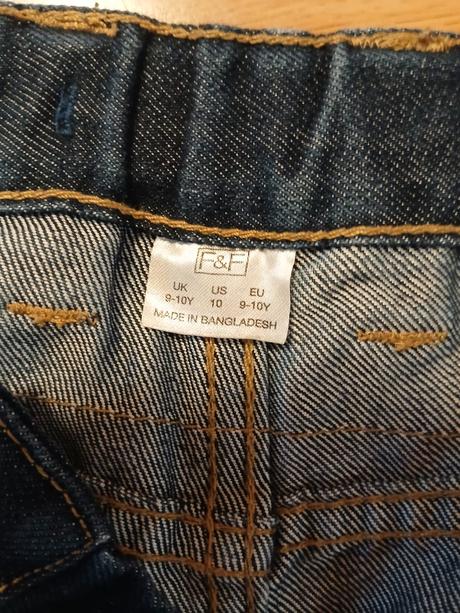 F&F
UK US EU
9-10Y 10 9-10Y
MADE IN BANGLADESH